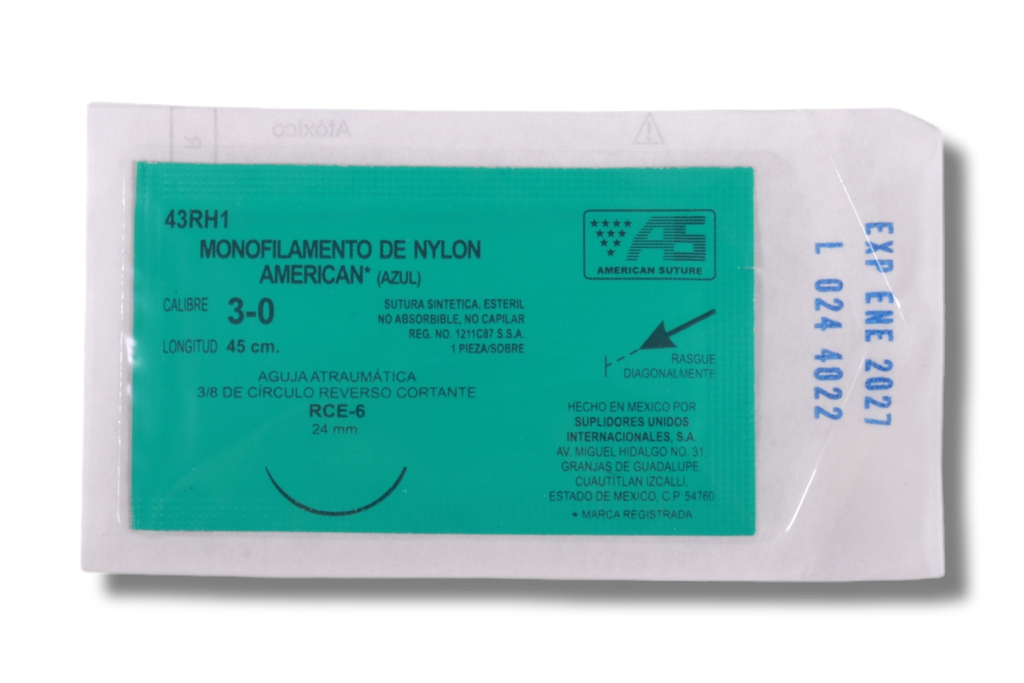 Atóxico
43RH1
MONOFILAMENTO DE NYLON
AMERICAN* (AZUL)
CALIBRE 3-0
LONGITUD 45 cm.
SUTURA SINTETICA. ESTERIL
NO ABSORBIBLE, NO CAPILAR
REG. NO. 1211C87 S.S.A.
1 PIEZA/SOBRE
AGUJA ATRAUMÁTICA
3/8 DE CÍRCULO REVERSO CORTANTE
RCE-6
24 mm.
AS
AMERICAN SUTURE
RASGUE
DIAGONALMENTE
HECHO EN MEXICO POR
SUPLIDORES UNIDOS
INTERNACIONALES, S.A.
AV. MIGUEL HIDALGO NO. 31.
GRANJAS DE GUADALUPE.
CUAUTITLAN IZCALLI.
ESTADO DE MEXICO, C.P. 54760
* MARCA REGISTRADA
EXP ENE 2027
L 024 4022